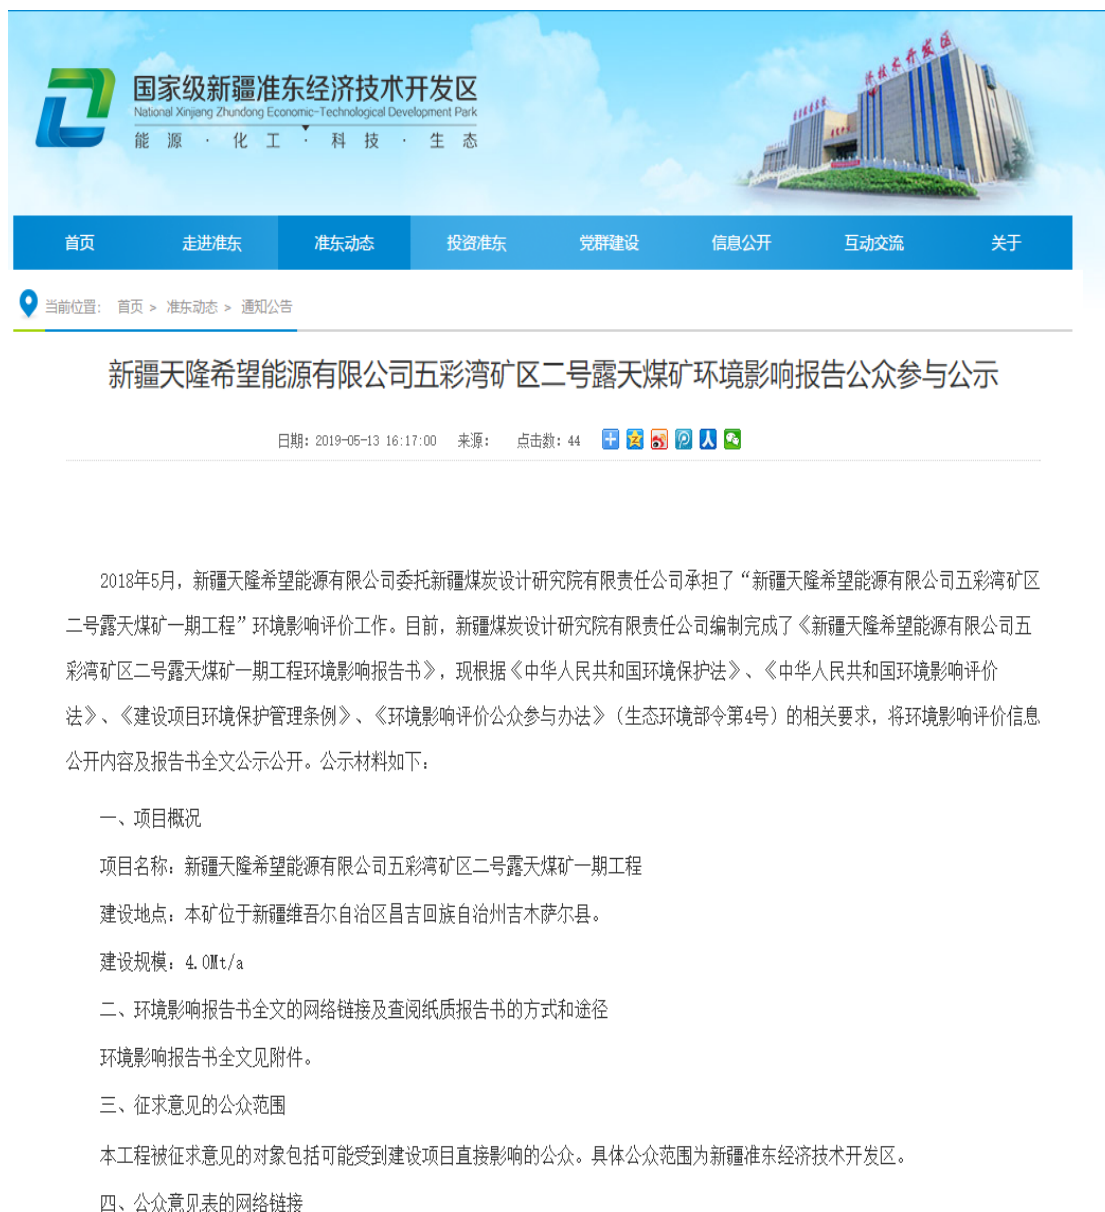 国家级新疆准东经济技术开发区
National Xinjiang Zhundong Economic-Technological Development Park
能 源 · 化 工 · 科 技 · 生 态
济技术开发区
首页 走进准东 准东动态 投资准东 党群建设 信息公开 互动交流 关于
当前位置： 首页 > 准东动态 > 通知公告
新疆天隆希望能源有限公司五彩湾矿区二号露天煤矿环境影响报告公众参与公示
日期：2019-05-13 16:17:00 来源： 点击数：44
2018年5月，新疆天隆希望能源有限公司委托新疆煤炭设计研究院有限责任公司承担了“新疆天隆希望能源有限公司五彩湾矿区
二号露天煤矿一期工程”环境影响评价工作。目前，新疆煤炭设计研究院有限责任公司编制完成了《新疆天隆希望能源有限公司五
彩湾矿区二号露天煤矿一期工程环境影响报告书》，现根据《中华人民共和国环境保护法》、《中华人民共和国环境影响评价
法》、《建设项目环境保护管理条例》、《环境影响评价公众参与办法》（生态环境部令第4号）的相关要求，将环境影响评价信息
公开内容及报告书全文公示公开。公示材料如下：
一、项目概况
项目名称：新疆天隆希望能源有限公司五彩湾矿区二号露天煤矿一期工程
建设地点：本矿位于新疆维吾尔自治区昌吉回族自治州吉木萨尔县。
建设规模：4.0Mt/a
二、环境影响报告书全文的网络链接及查阅纸质报告书的方式和途径
环境影响报告书全文见附件。
三、征求意见的公众范围
本工程被征求意见的对象包括可能受到建设项目直接影响的公众。具体公众范围为新疆准东经济技术开发区。
四、公众意见表的网络链接